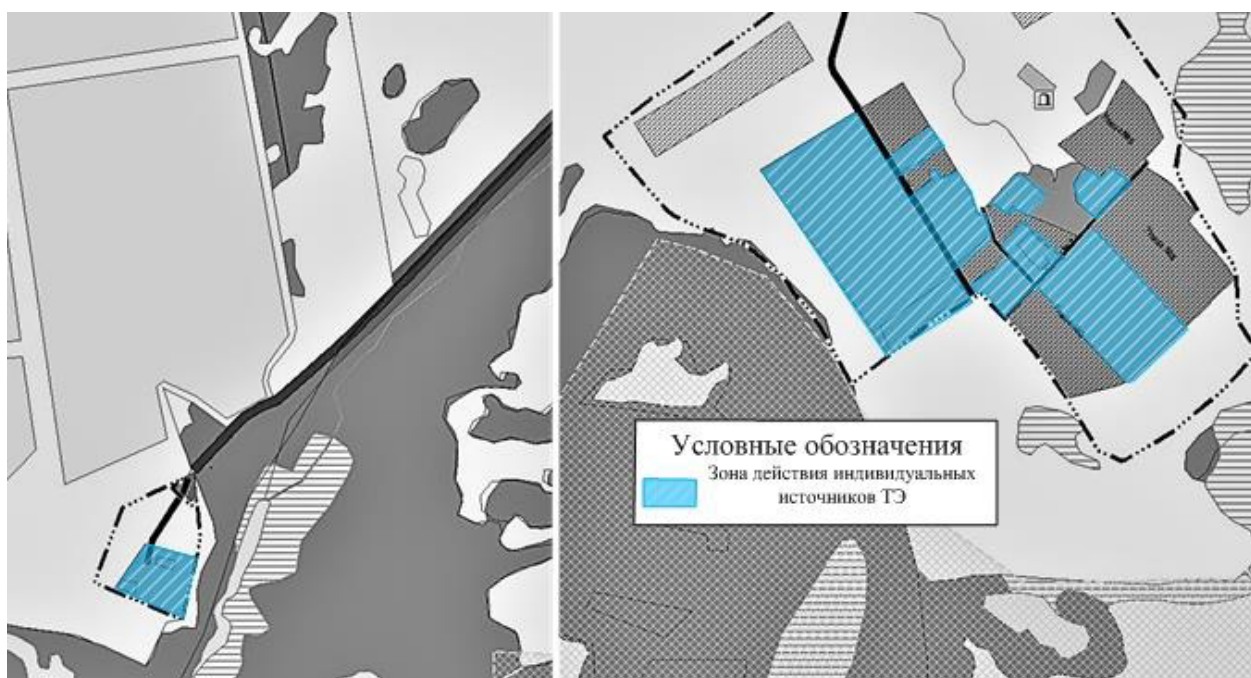 Условные обозначения
Зона действия индивидуальных
источников ТЭ